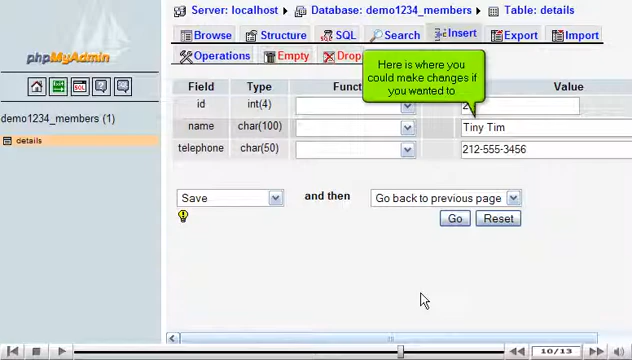 Server: localhost Database: demo1234_members Table: details
phpMyAdmin
Browse Structure SQL Search Insert Export Import
Operations Empty Drop
Here is where you
could make changes if
you wanted to
Field Type Funct Value
id int(4) 2
name char(100) Tiny Tim
telephone char(50) 212-555-3456
demo1234_members (1)
details
Save and then Go back to previous page
Go Reset
10/13